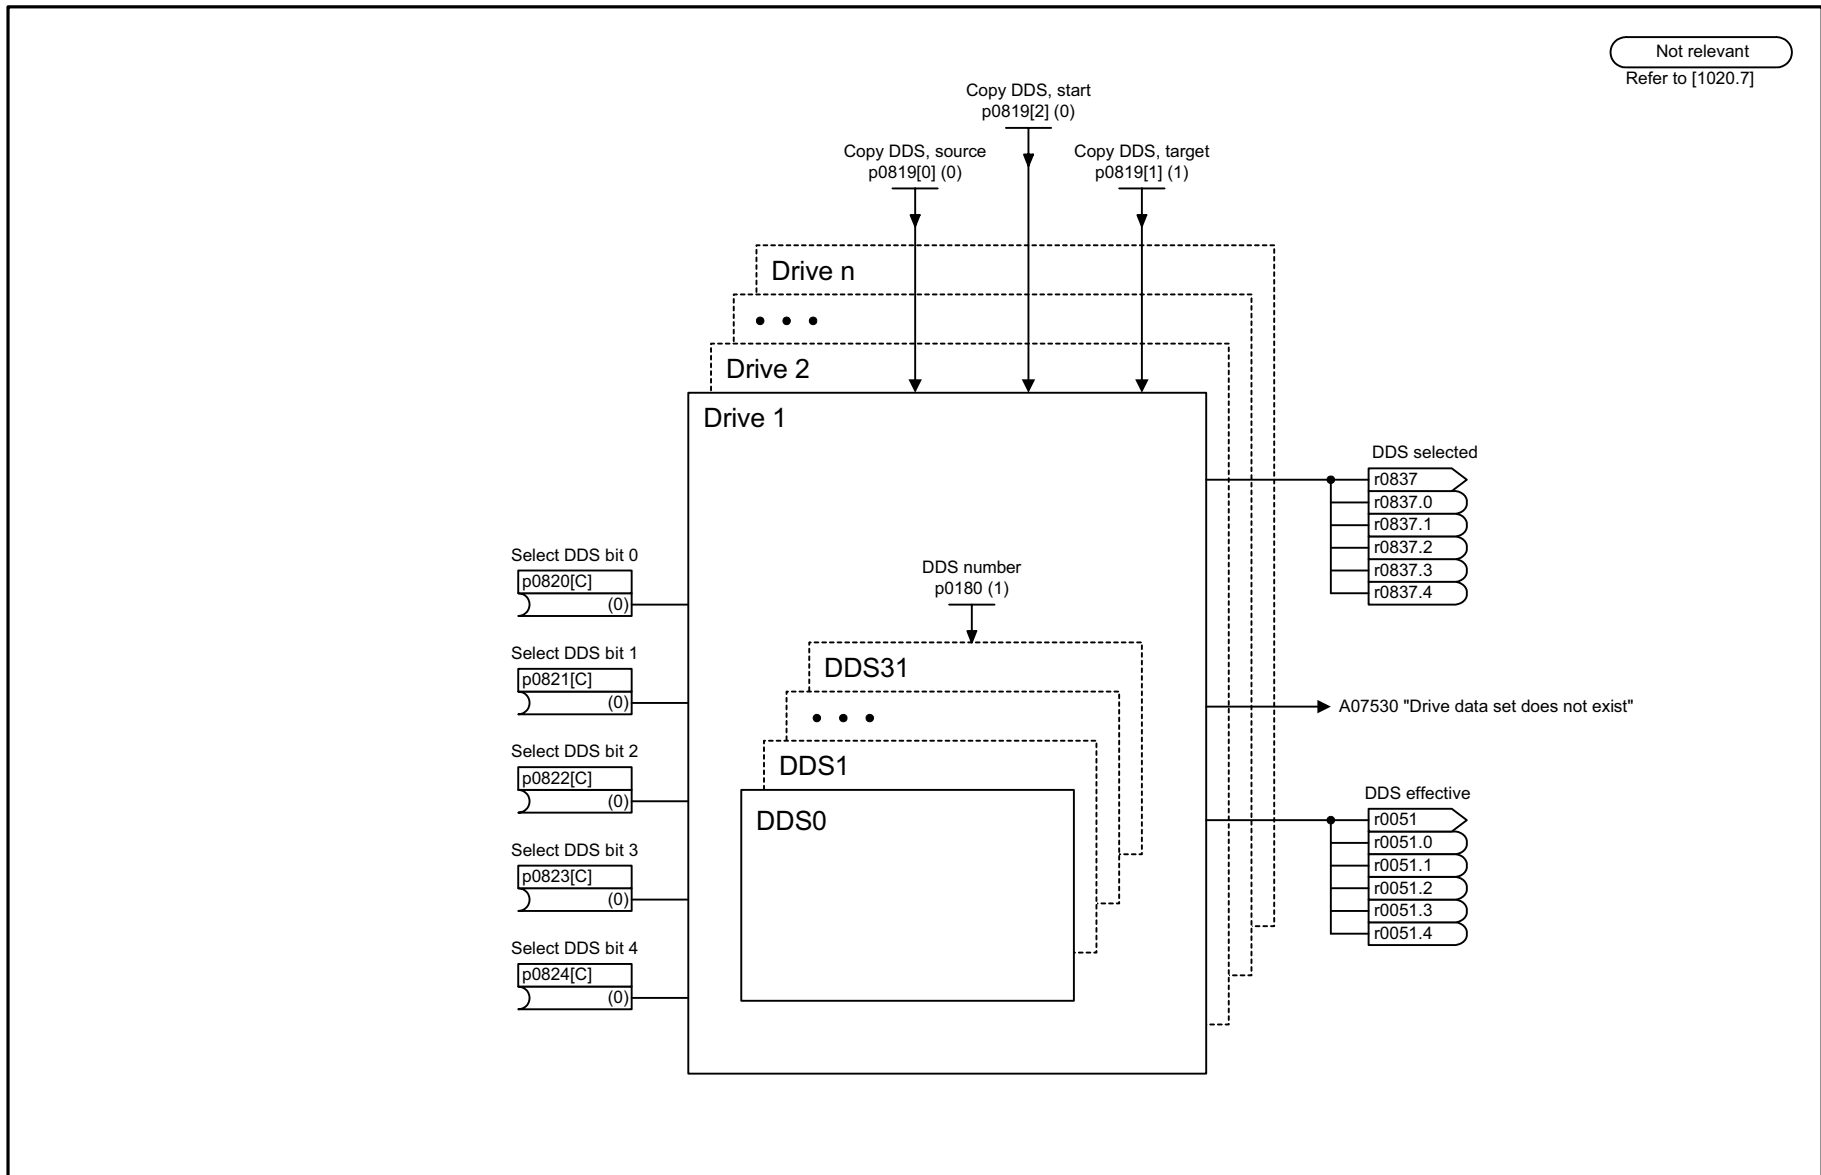 Not relevant
Refer to [1020.7]
Copy DDS, start
p0819[2] (0)
Copy DDS, source
p0819[0] (0)
Copy DDS, target
p0819[1] (1)
Drive n
• • •
Drive 2
Drive 1
Select DDS bit 0
p0820[C]
(0)
Select DDS bit 1
p0821[C]
(0)
Select DDS bit 2
p0822[C]
(0)
Select DDS bit 3
p0823[C]
(0)
Select DDS bit 4
p0824[C]
(0)
DDS number
p0180 (1)
DDS31
• • •
DDS1
DDS0
DDS selected
r0837
r0837.0
r0837.1
r0837.2
r0837.3
r0837.4
A07530 "Drive data set does not exist"
DDS effective
r0051
r0051.0
r0051.1
r0051.2
r0051.3
r0051.4